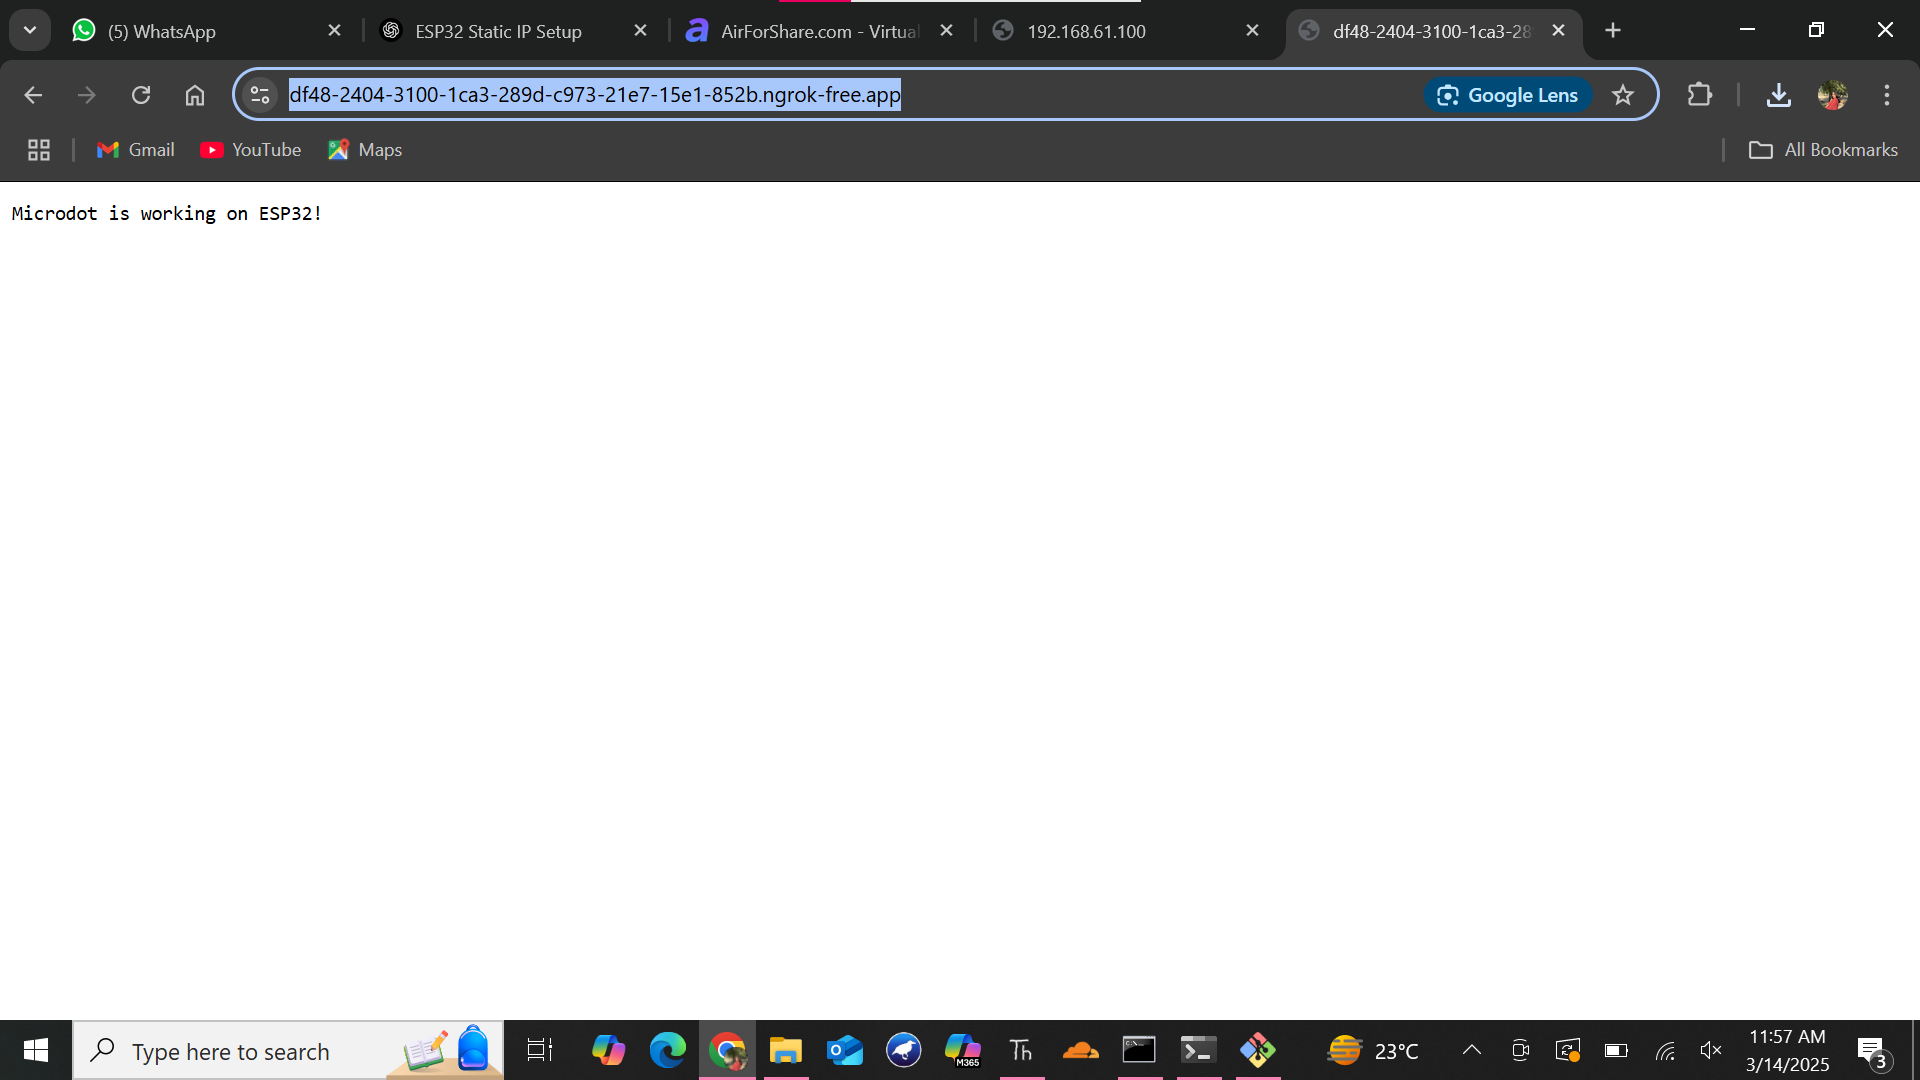 (5) WhatsApp
ESP32 Static IP Setup
AirForShare.com - Virtual
192.168.61.100
df48-2404-3100-1ca3-28
df48-2404-3100-1ca3-289d-c973-21e7-15e1-852b.ngrok-free.app
Google Lens
Gmail
YouTube
Maps
All Bookmarks
Microdot is working on ESP32!
Type here to search
M365
Th
23°C
11:57 AM
3/14/2025
3